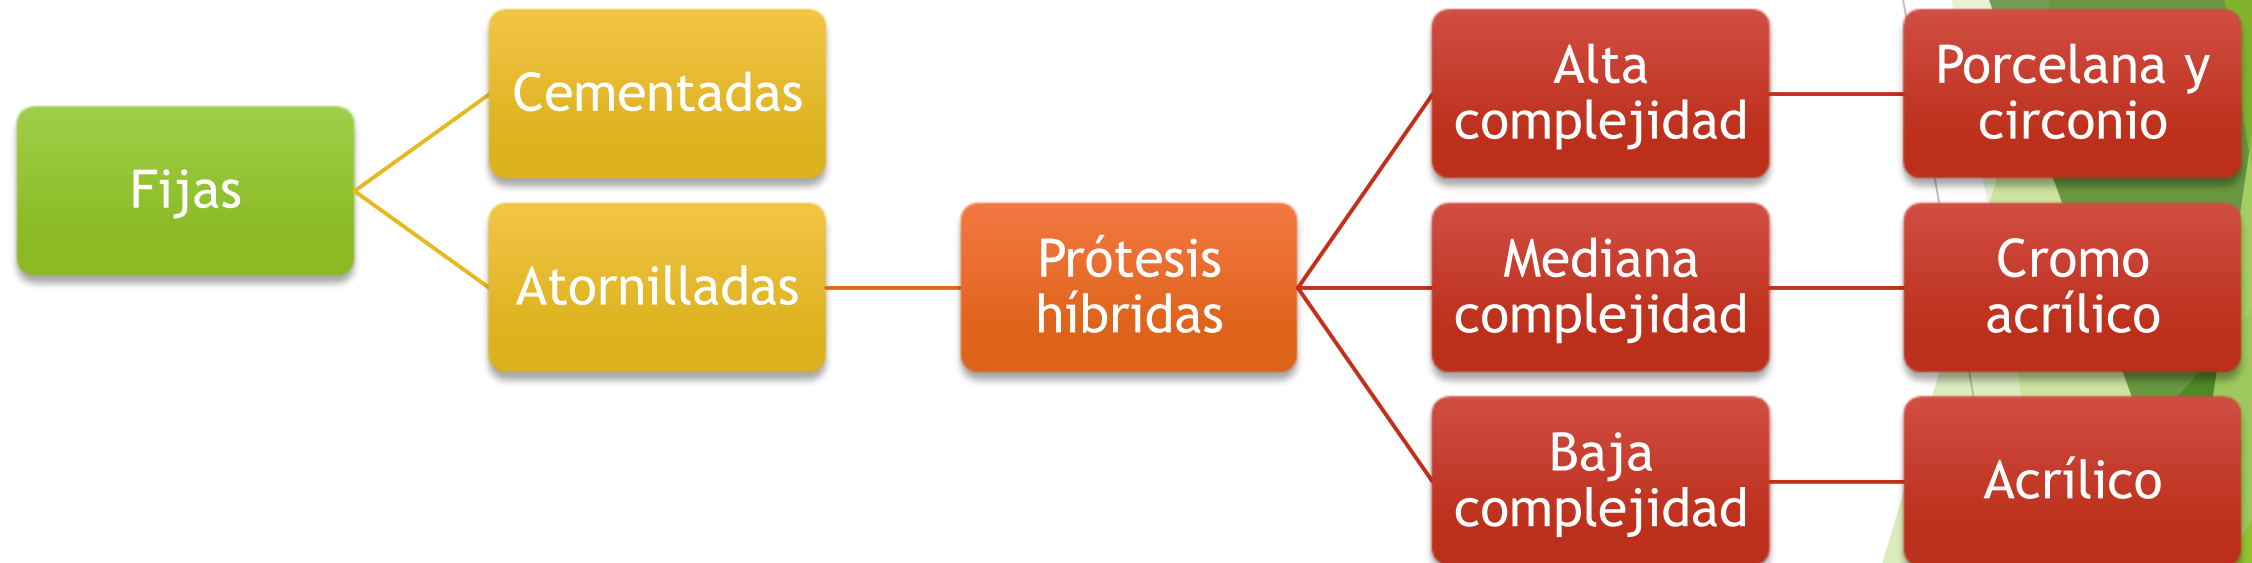 Fijas
Cementadas
Atornilladas
Prótesis
híbridas
Alta
complejidad
Porcelana y
circonio
Mediana
complejidad
Cromo
acrílico
Baja
complejidad
Acrílico